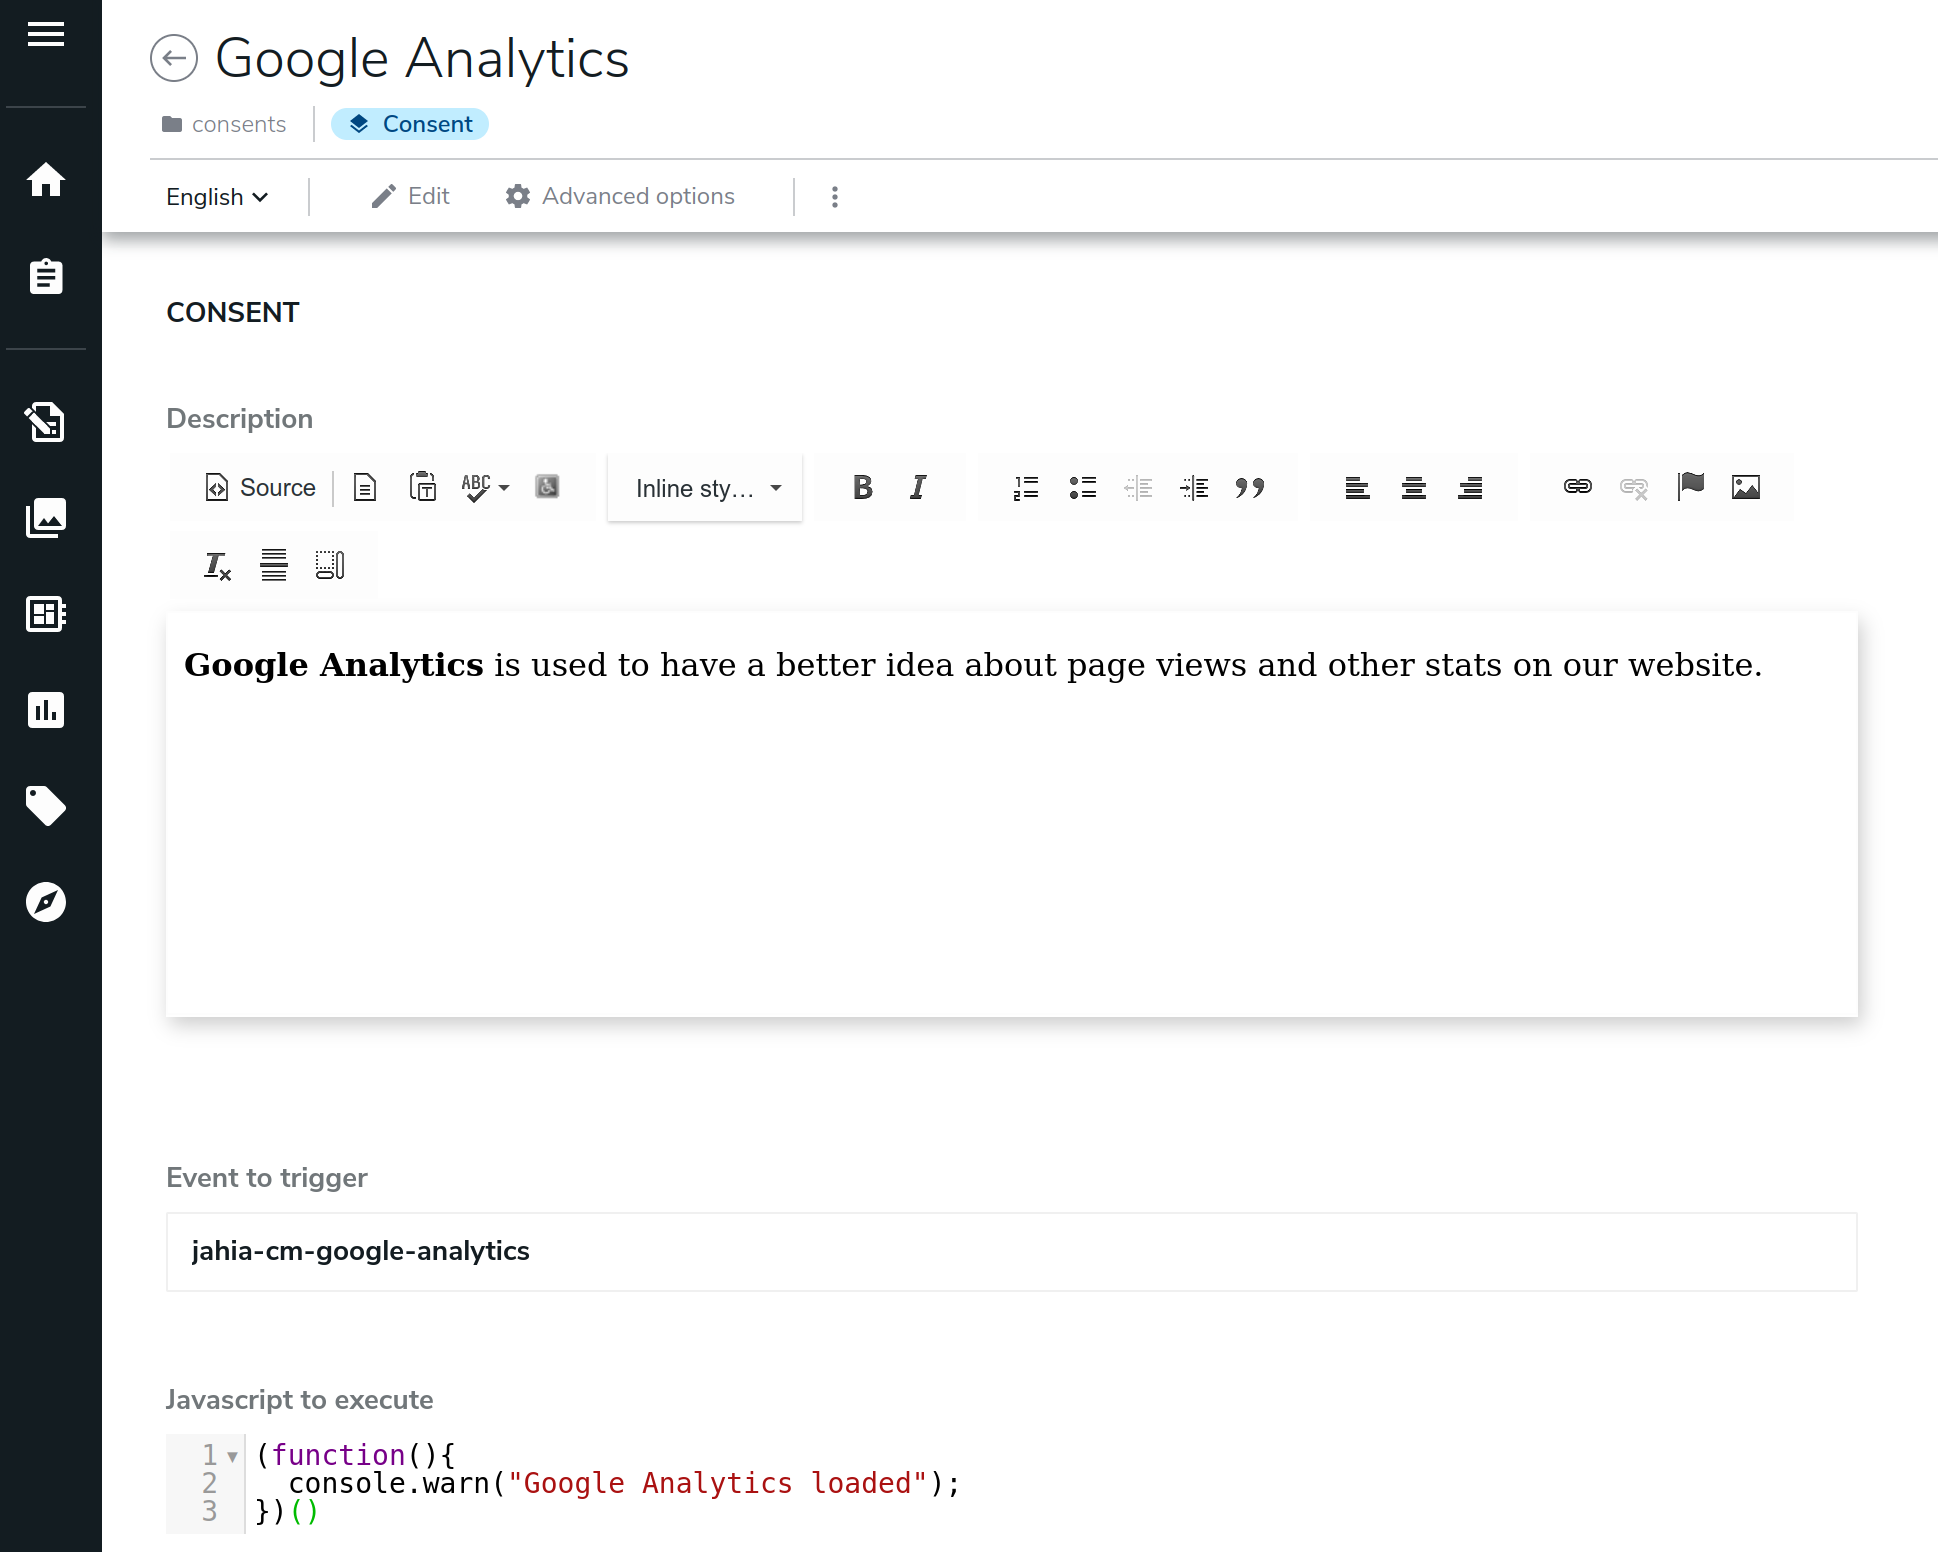 Google Analytics
consents
Consent
English
Edit
Advanced options
CONSENT
Description
Source
ABC
Inline sty...
B I
Google Analytics is used to have a better idea about page views and other stats on our website.
Event to trigger
jahia-cm-google-analytics
Javascript to execute
1 (function(){
2 console.warn("Google Analytics loaded");
3 })()